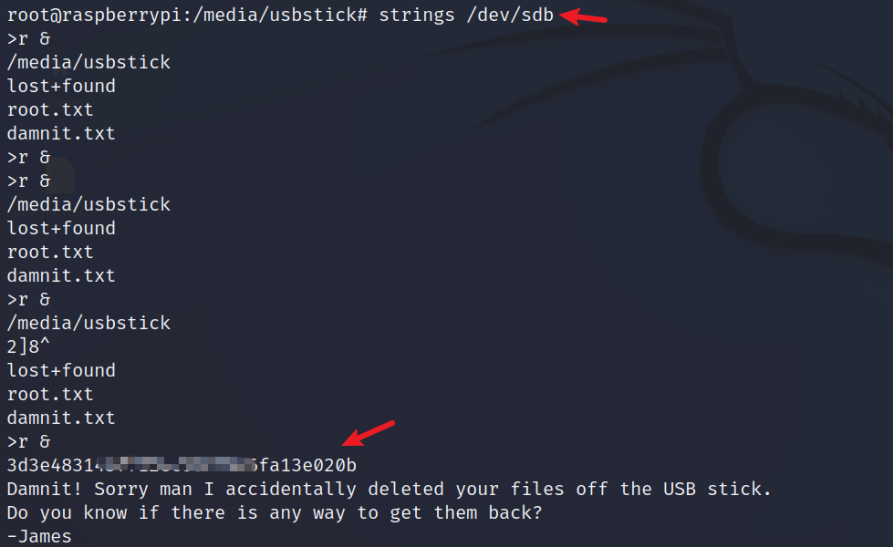 root@raspberrypi:/media/usbstick# strings /dev/sdb
>r &
/media/usbstick
lost+found
root.txt
damnit.txt
>r &
>r &
/media/usbstick
lost+found
root.txt
damnit.txt
>r &
/media/usbstick
2]8^
lost+found
root.txt
damnit.txt
>r &
Damnit! Sorry man I accidentally deleted your files off the USB stick.
Do you know if there is any way to get them back?
-James